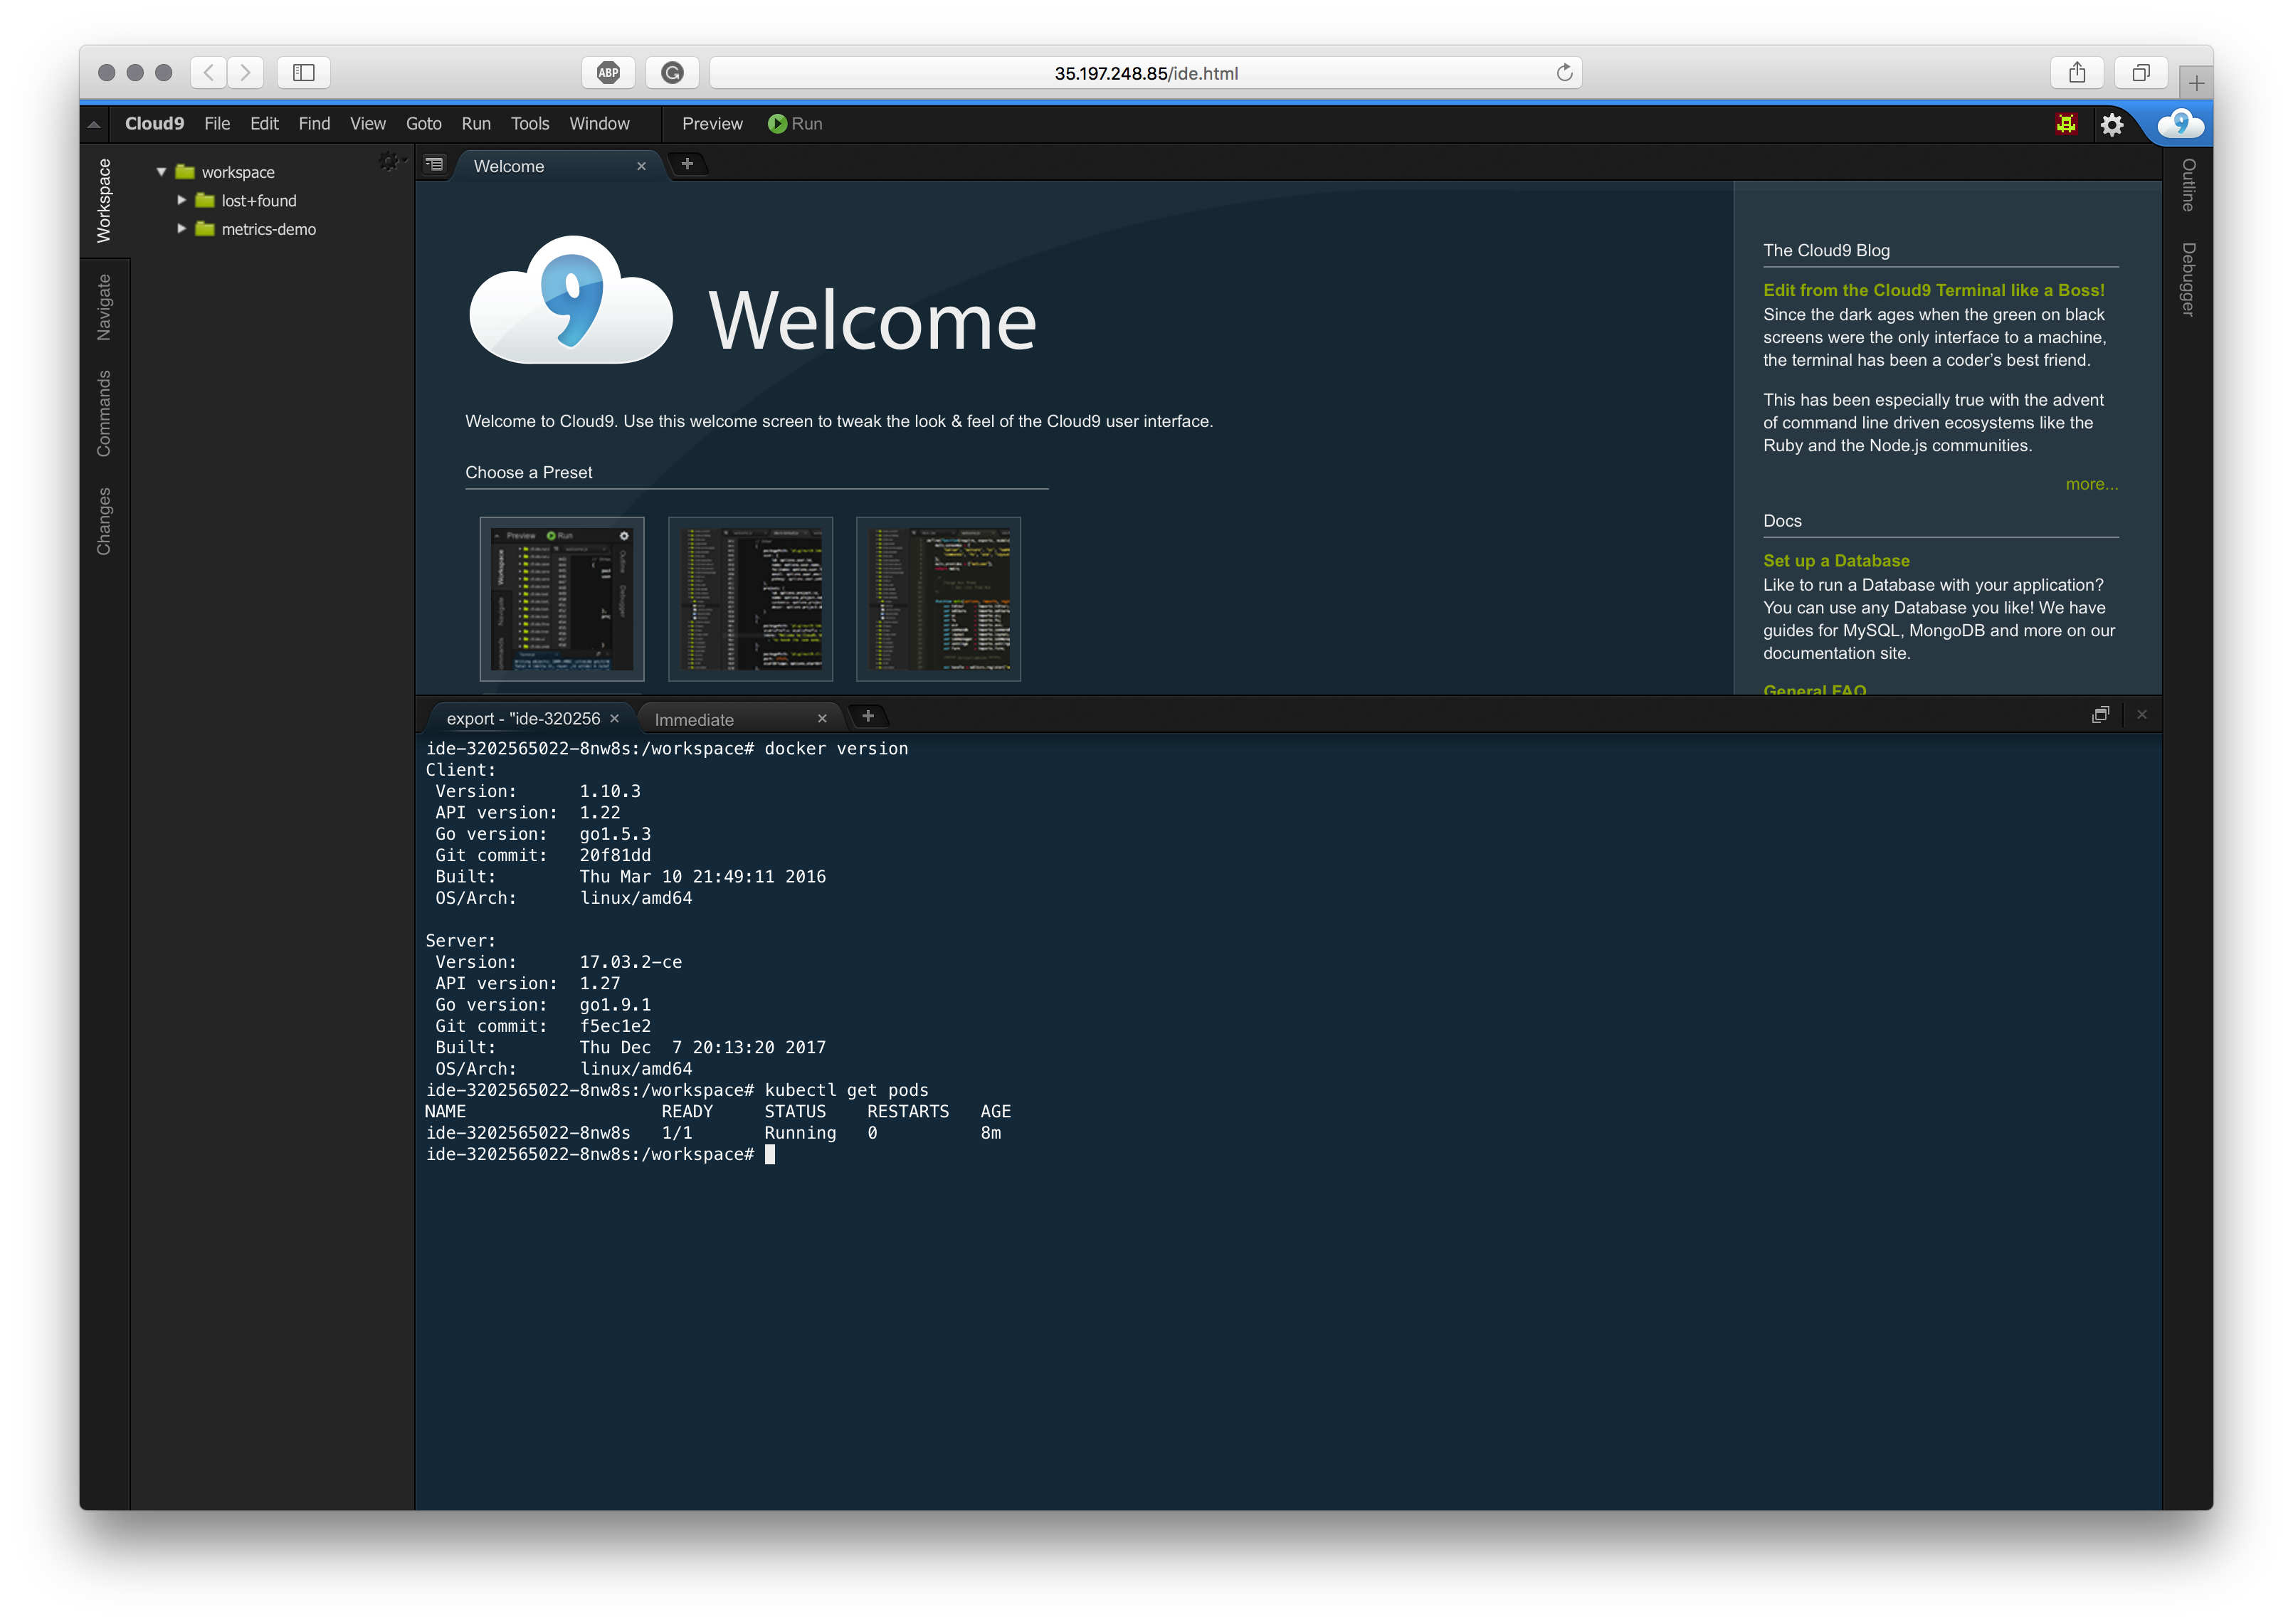 ABP
35.197.248.85/ide.html
Cloud9 File Edit Find View Goto Run Tools Window Preview Run
9
Workspace
Navigate
Commands
Changes
workspace
lost+found
metrics-demo
Welcome
9
Welcome
Welcome to Cloud9. Use this welcome screen to tweak the look & feel of the Cloud9 user interface.
Choose a Preset
Preview Run
The Cloud9 Blog
Edit from the Cloud9 Terminal like a Boss!
Since the dark ages when the green on black
screens were the only interface to a machine,
the terminal has been a coder’s best friend.
This has been especially true with the advent
of command line driven ecosystems like the
Ruby and the Node.js communities.
more...
Docs
Set up a Database
Like to run a Database with your application?
You can use any Database you like! We have
guides for MySQL, MongoDB and more on our
documentation site.
General FAQ
Outline
Debugger
export - "ide-320256
Immediate
ide-3202565022-8nw8s:/workspace# docker version
Client:
Version: 1.10.3
API version: 1.22
Go version: go1.5.3
Git commit: 20f81dd
Built: Thu Mar 10 21:49:11 2016
OS/Arch: linux/amd64
Server:
Version: 17.03.2-ce
API version: 1.27
Go version: go1.9.1
Git commit: f5ec1e2
Built: Thu Dec  7 20:13:20 2017
OS/Arch: linux/amd64
ide-3202565022-8nw8s:/workspace# kubectl get pods
NAME READY STATUS RESTARTS AGE
ide-3202565022-8nw8s 1/1 Running 0 8m
ide-3202565022-8nw8s:/workspace#